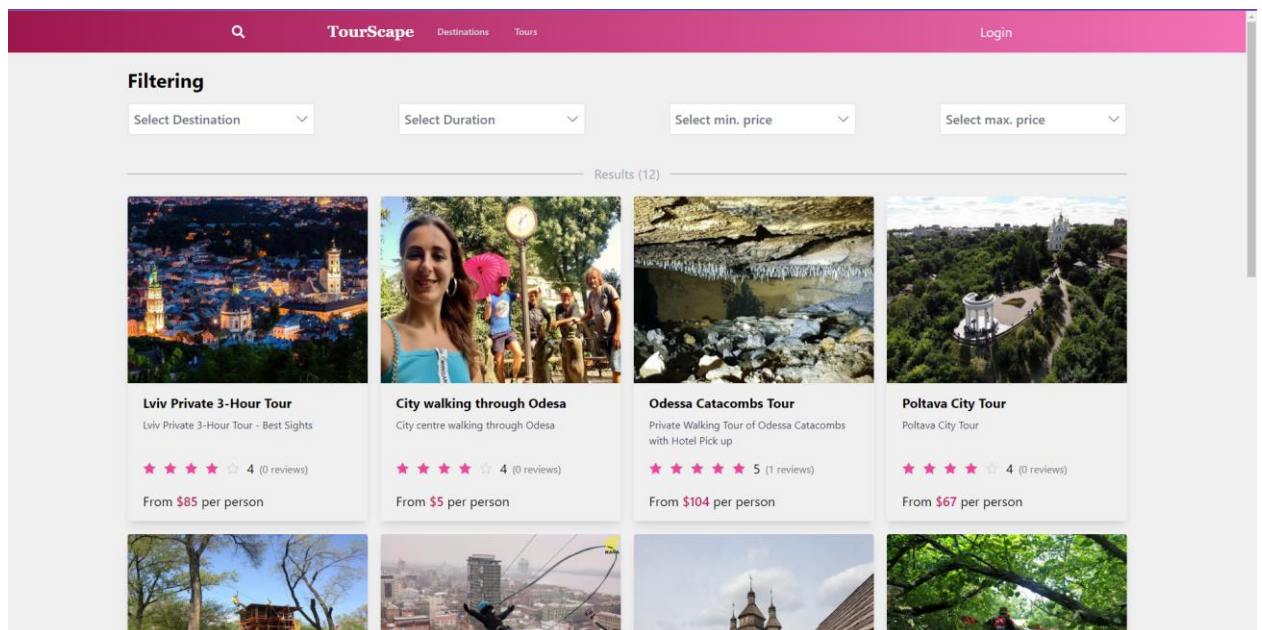 TourScape Destinations Tours Login
Filtering
Select Destination Select Duration Select min. price Select max. price
Results (12)
Lviv Private 3-Hour Tour
Lviv Private 3-Hour Tour - Best Sights
4 (0 reviews)
From $85 per person
City walking through Odesa
City centre walking through Odesa
4 (0 reviews)
From $5 per person
Odessa Catacombs Tour
Private Walking Tour of Odessa Catacombs
with Hotel Pick up
5 (1 reviews)
From $104 per person
Poltava City Tour
Poltava City Tour
4 (0 reviews)
From $67 per person